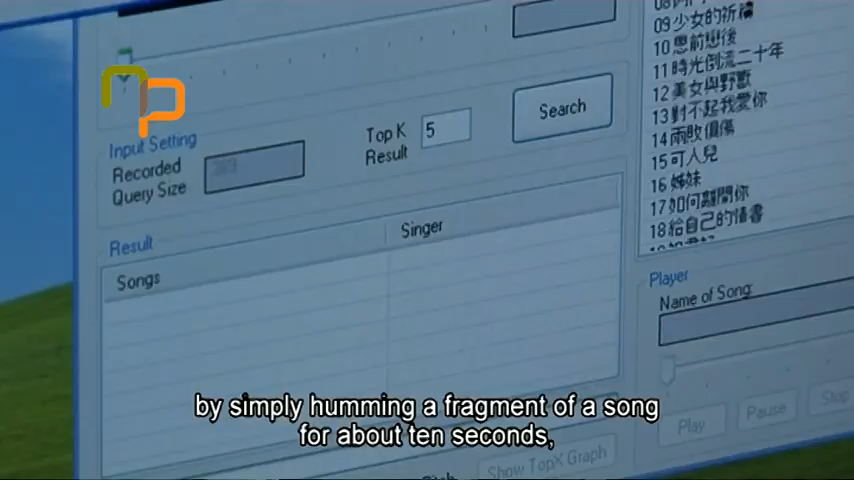 09少女的祈禱
10思前戀後
11時光倒流二十年
12美女與野獸
13對不起我愛你
14兩敗俱傷
15可人兒
16姊妹
17如何離開你
18給自己的情書
Input Setting
Recorded
Query Size
Top K
Result
5
Search
Result
Songs
Singer
Player
Name of Song:
Play
Pause
Stop
Show TopX Graph
by simply humming a fragment of a song
for about ten seconds,